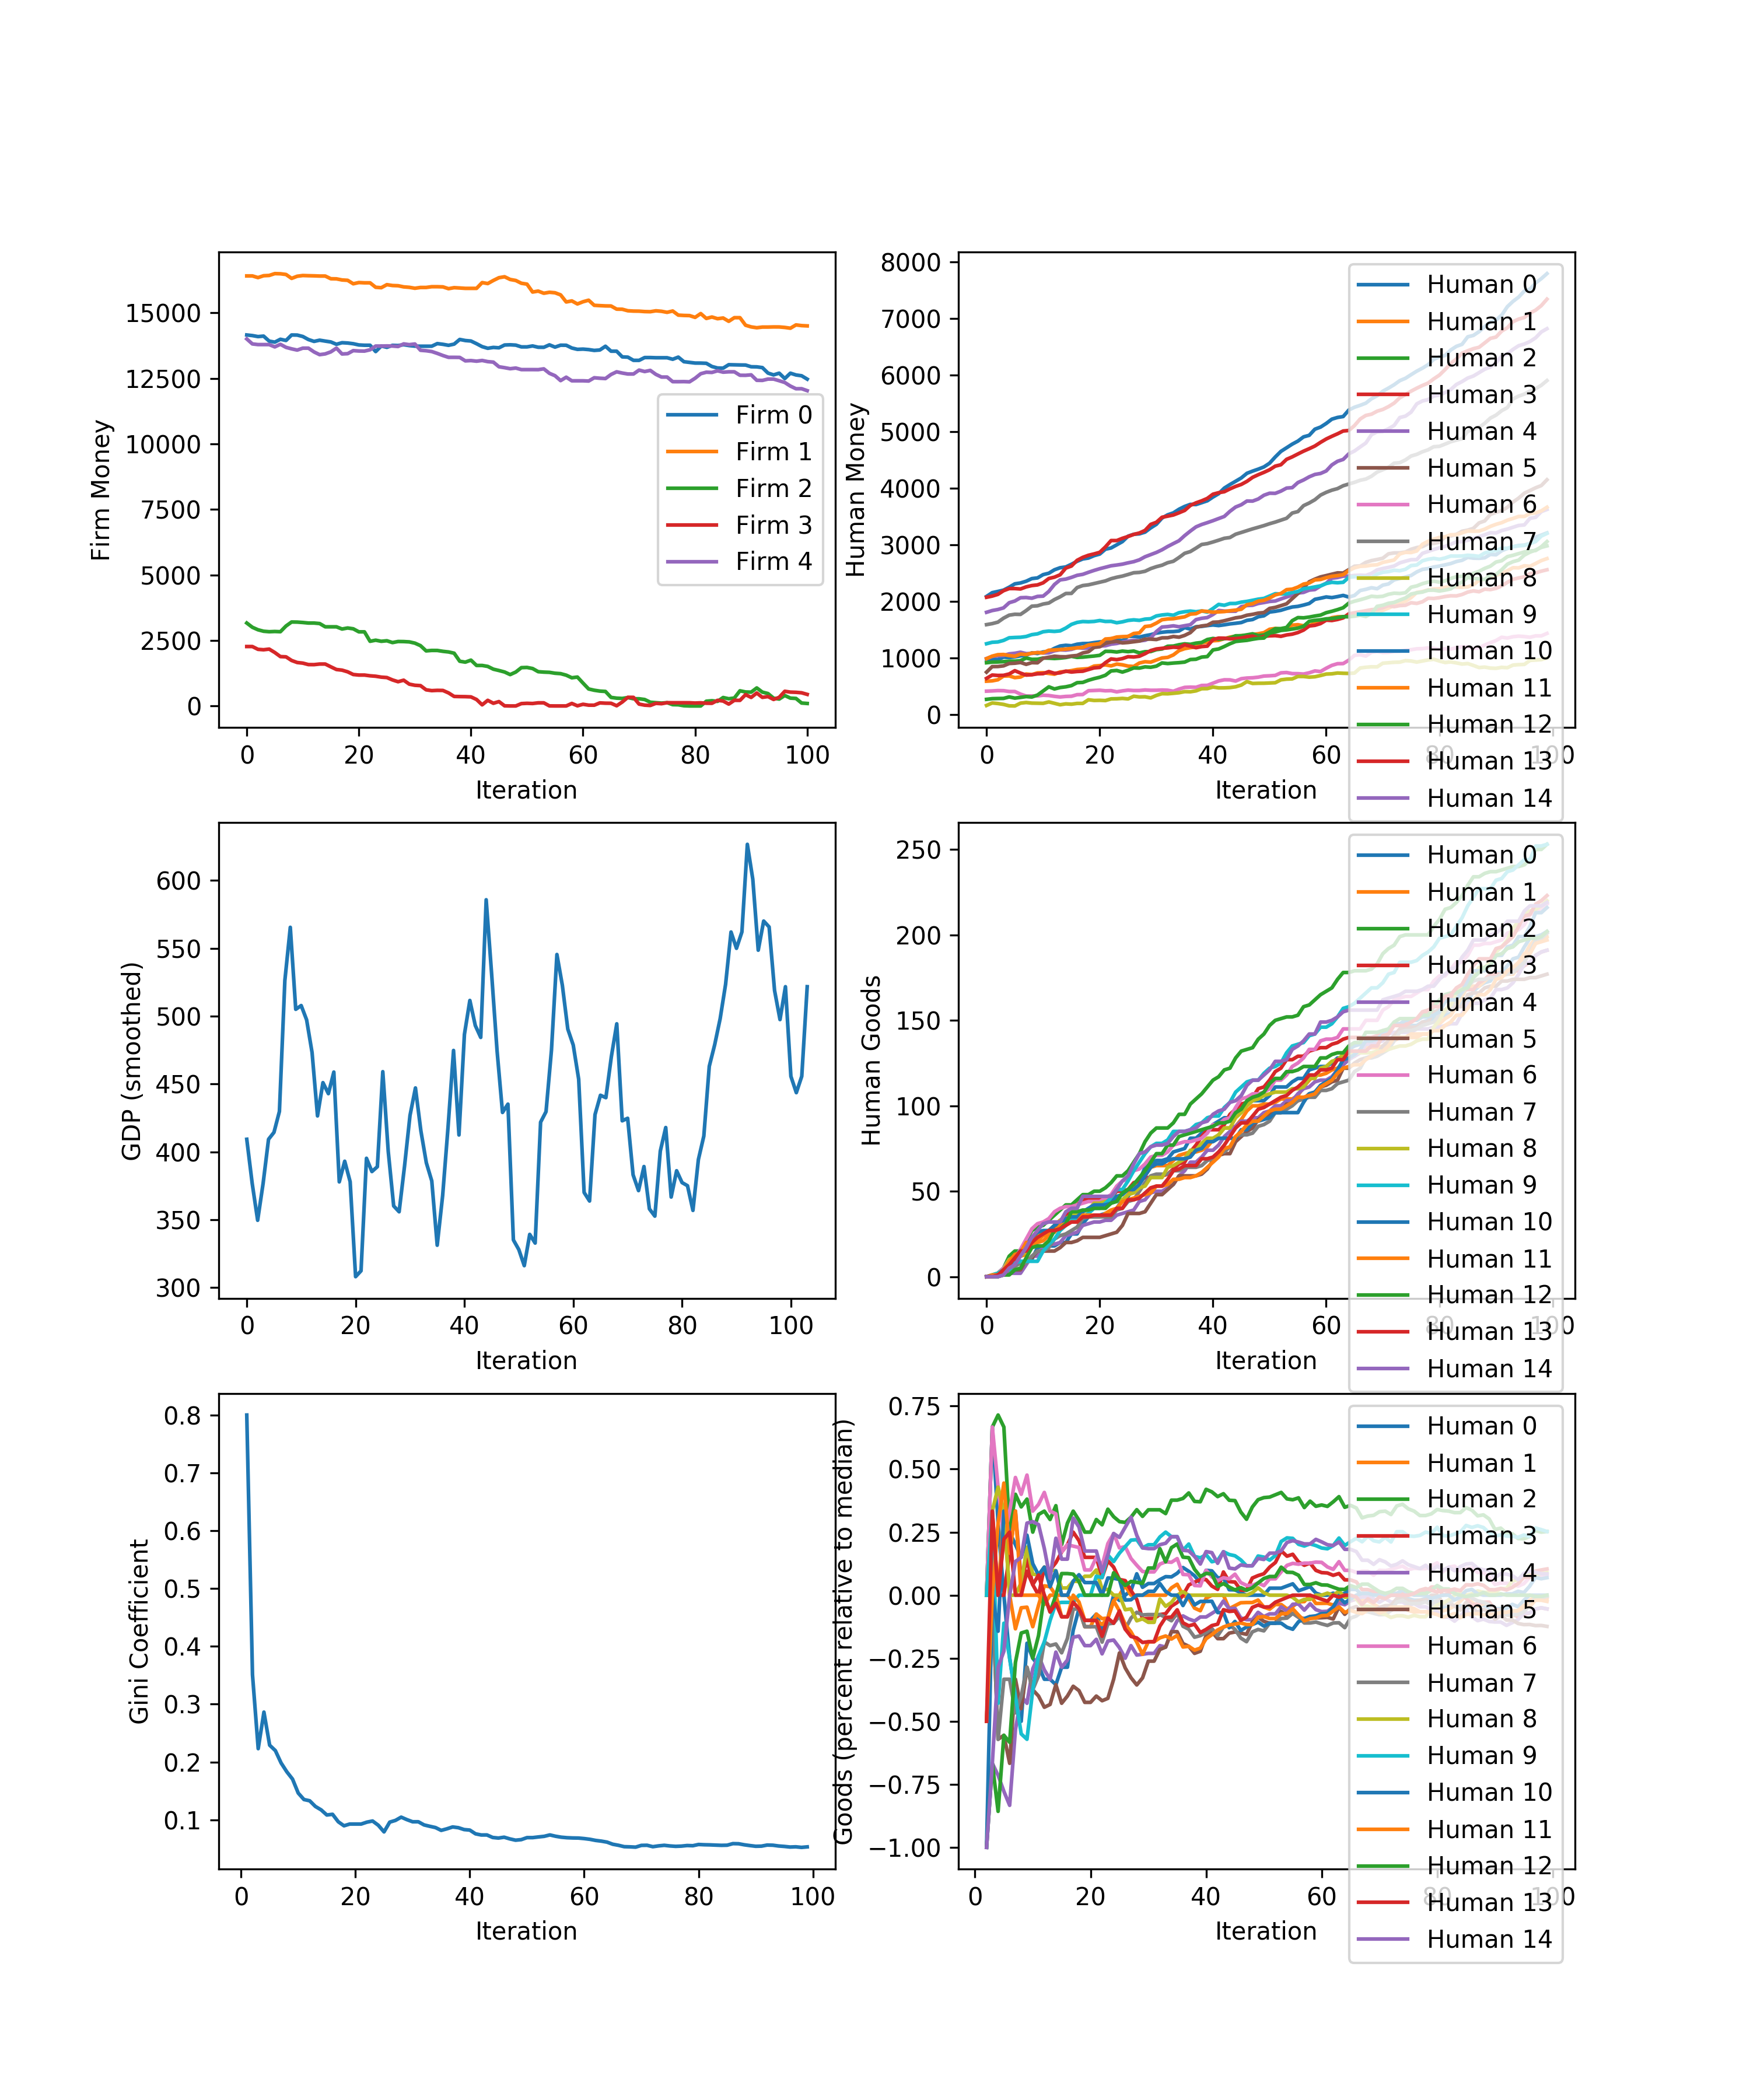 Firm Money
15000
12500
10000
7500
5000
2500
0
0 20 40 60 80 100
Iteration
Firm 0
Firm 1
Firm 2
Firm 3
Firm 4
Human Money
8000
7000
6000
5000
4000
3000
2000
1000
0
0 20 40 60 80 100
Iteration
Human 0
Human 1
Human 2
Human 3
Human 4
Human 5
Human 6
Human 7
Human 8
Human 9
Human 10
Human 11
Human 12
Human 13
Human 14
GDP (smoothed)
600
550
500
450
400
350
300
0 20 40 60 80 100
Iteration
Human Goods
250
200
150
100
50
0
0 20 40 60 80 100
Iteration
Human 0
Human 1
Human 2
Human 3
Human 4
Human 5
Human 6
Human 7
Human 8
Human 9
Human 10
Human 11
Human 12
Human 13
Human 14
Gini Coefficient
0.8
0.7
0.6
0.5
0.4
0.3
0.2
0.1
0 20 40 60 80 100
Iteration
Goods (percent relative to median)
0.75
0.50
0.25
0.00
−0.25
−0.50
−0.75
−1.00
0 20 40 60 80 100
Iteration
Human 0
Human 1
Human 2
Human 3
Human 4
Human 5
Human 6
Human 7
Human 8
Human 9
Human 10
Human 11
Human 12
Human 13
Human 14